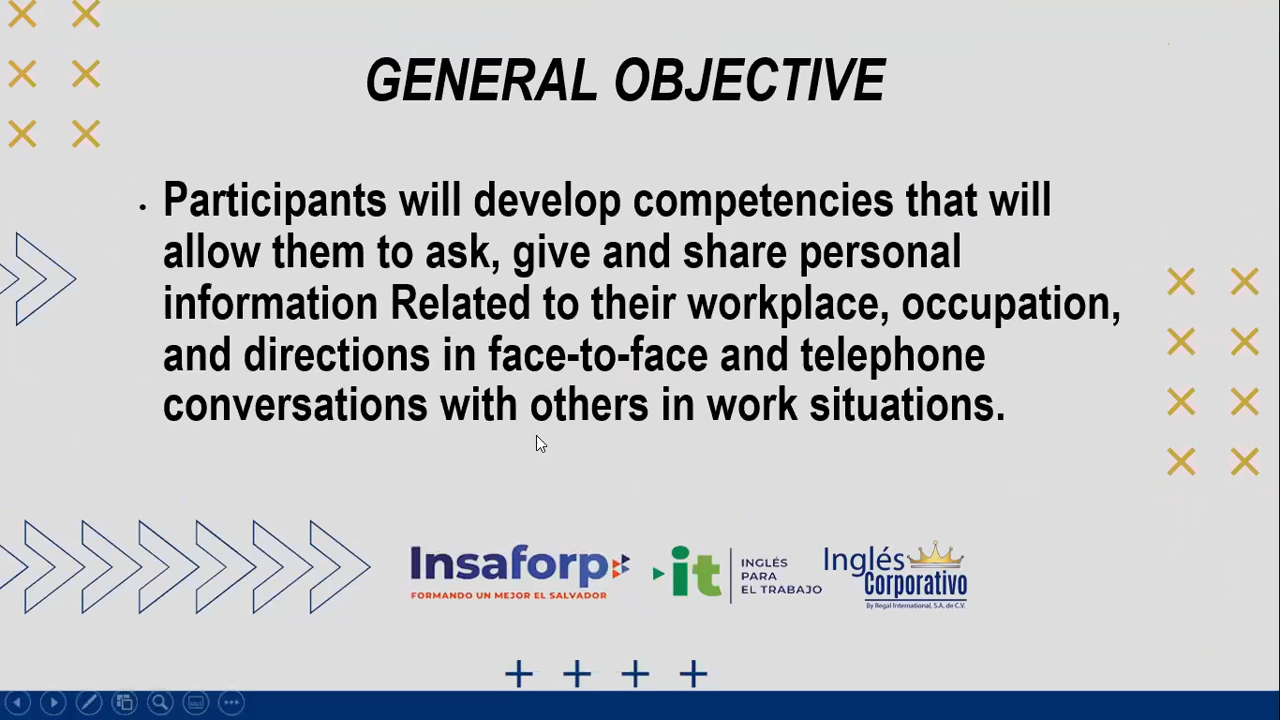 GENERAL OBJECTIVE
• Participants will develop competencies that will
allow them to ask, give and share personal
information Related to their workplace, occupation,
and directions in face-to-face and telephone
conversations with others in work situations.
Insaforp
FORMANDO UN MEJOR EL SALVADOR
it
INGLÉS
PARA
EL TRABAJO
Inglés
Corporativo
By Regal International, S.A. de C.V.